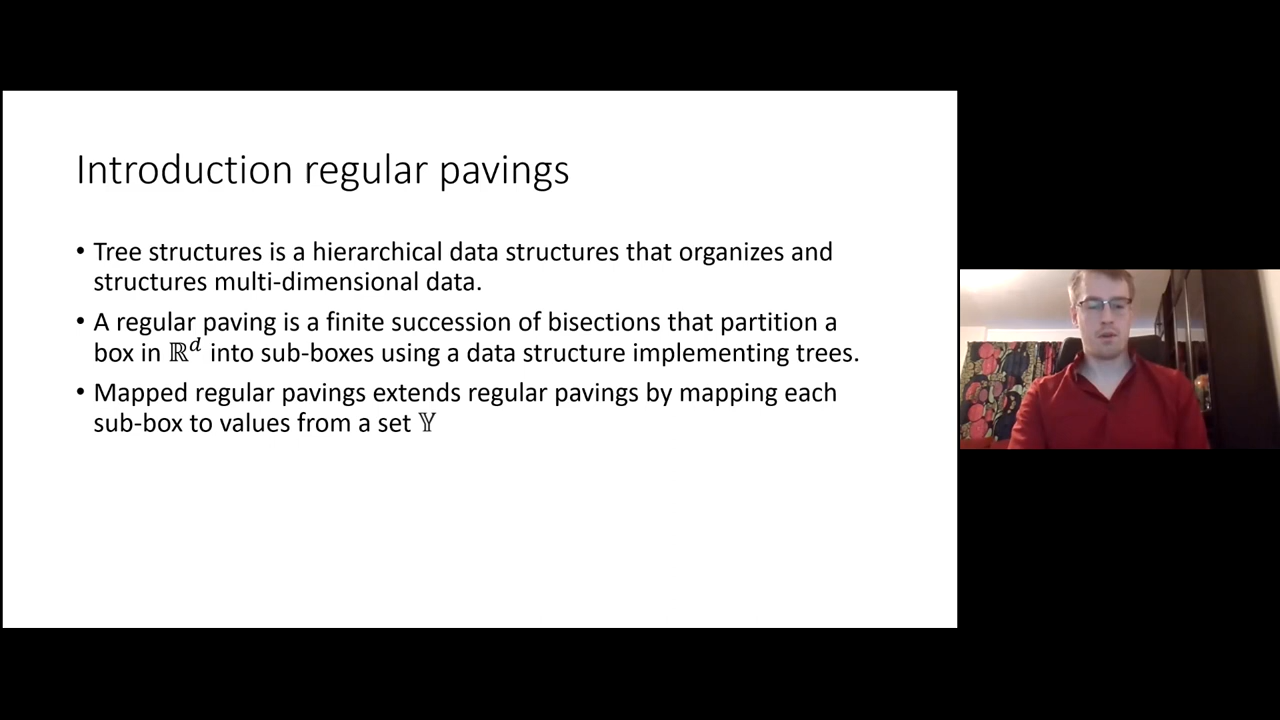 Introduction regular pavings
• Tree structures is a hierarchical data structures that organizes and
structures multi-dimensional data.
• A regular paving is a finite succession of bisections that partition a
box in ℝ^d into sub-boxes using a data structure implementing trees.
• Mapped regular pavings extends regular pavings by mapping each
sub-box to values from a set 𝕐